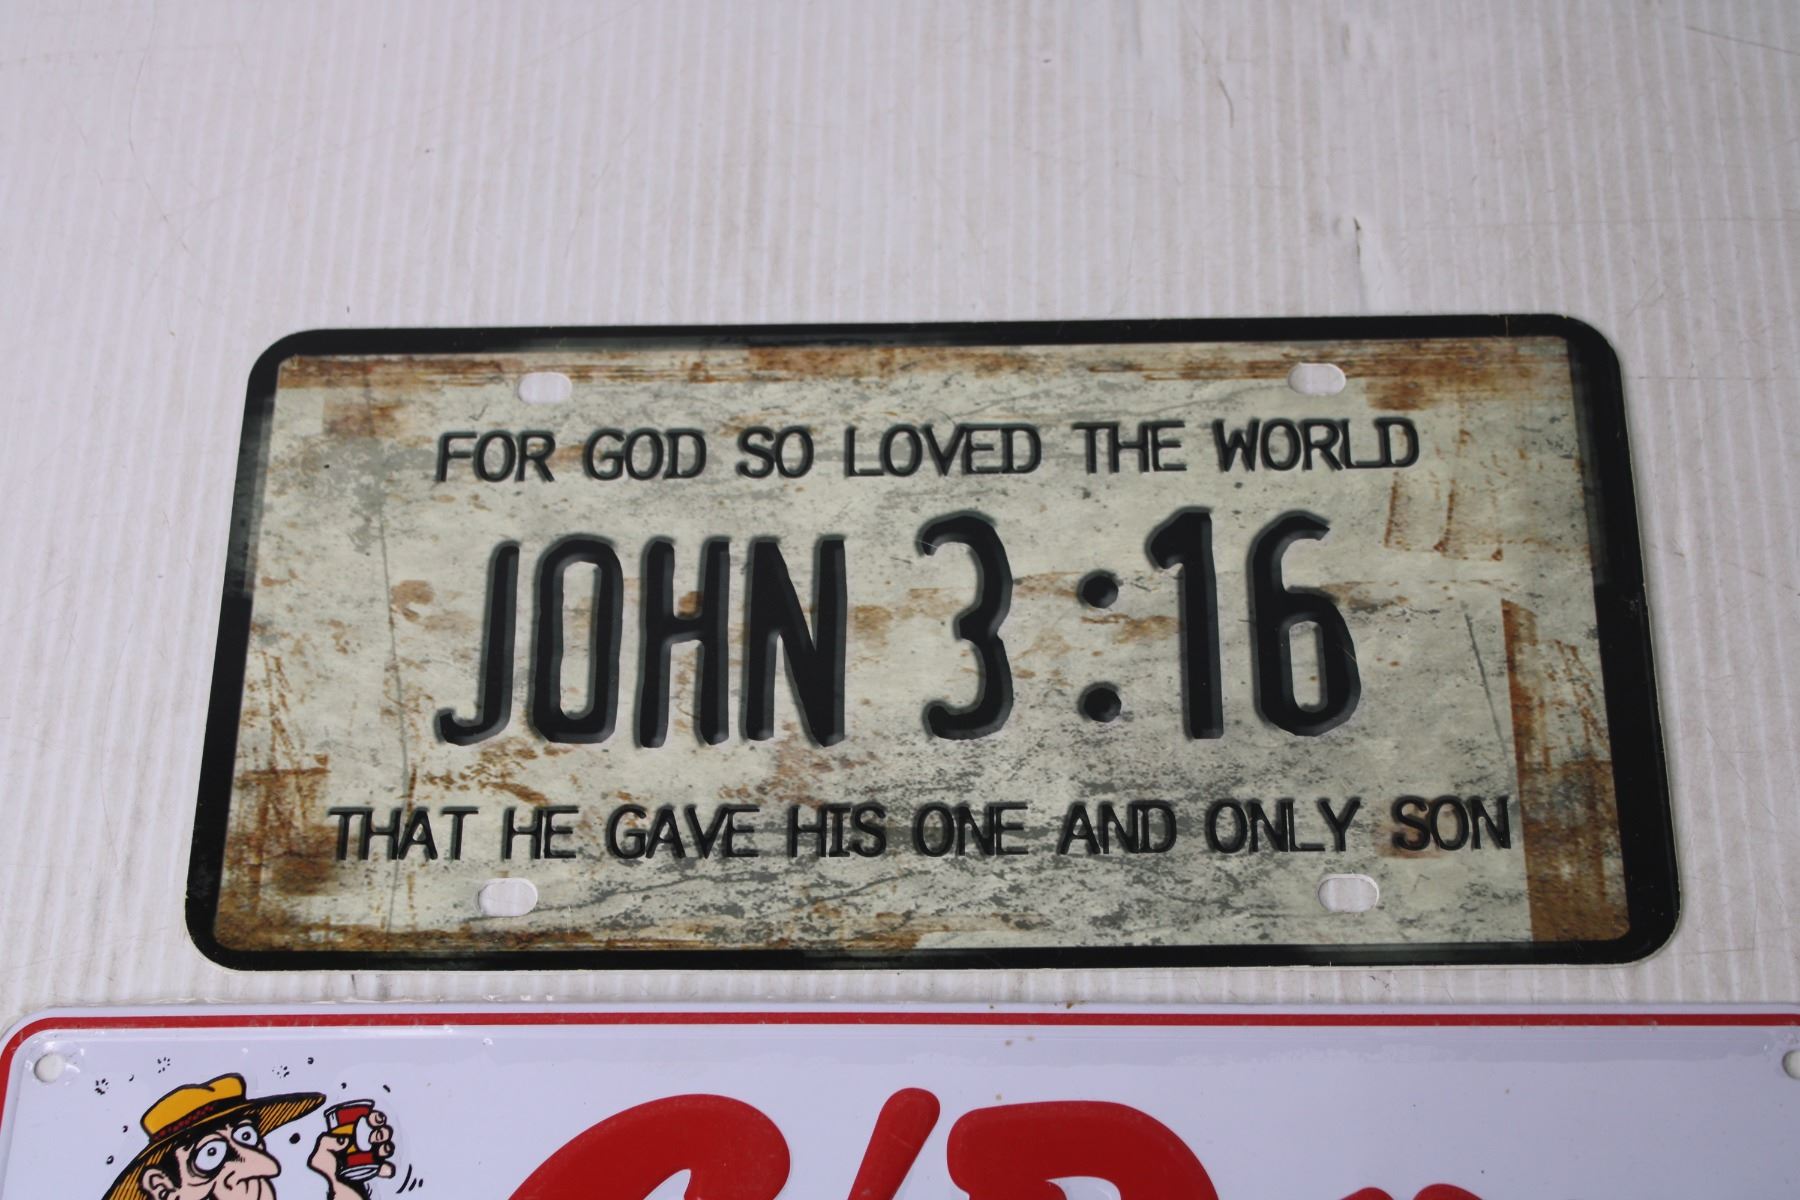 FOR GOD SO LOVED THE WORLD
JOHN 3:16
THAT HE GAVE HIS ONE AND ONLY SON